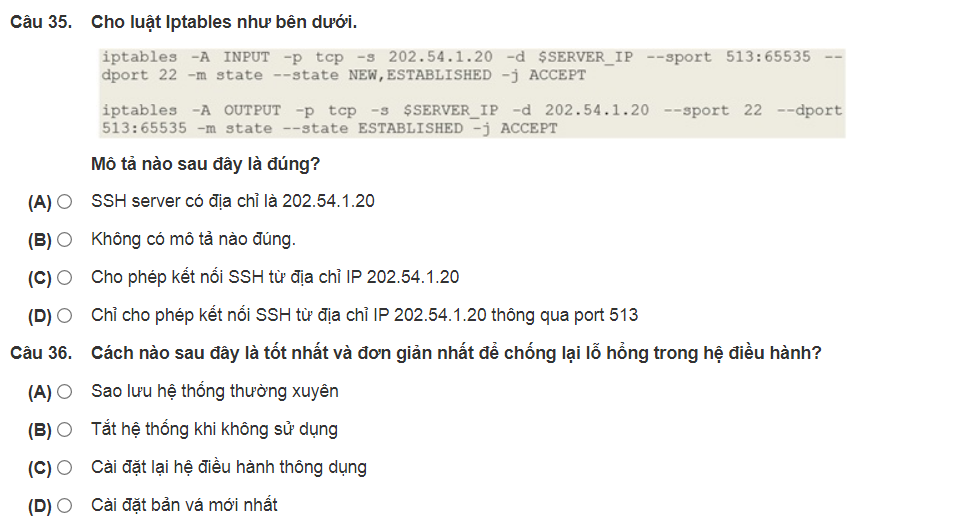 Câu 35. Cho luật Iptables như bên dưới.
iptables -A INPUT -p tcp -s 202.54.1.20 -d $SERVER_IP --sport 513:65535 --
dport 22 -m state --state NEW,ESTABLISHED -j ACCEPT
iptables -A OUTPUT -p tcp -s $SERVER_IP -d 202.54.1.20 --sport 22 --dport
513:65535 -m state --state ESTABLISHED -j ACCEPT
Mô tả nào sau đây là đúng?
(A) SSH server có địa chỉ là 202.54.1.20
(B) Không có mô tả nào đúng.
(C) Cho phép kết nối SSH từ địa chỉ IP 202.54.1.20
(D) Chỉ cho phép kết nối SSH từ địa chỉ IP 202.54.1.20 thông qua port 513
Câu 36. Cách nào sau đây là tốt nhất và đơn giản nhất để chống lại lỗ hổng trong hệ điều hành?
(A) Sao lưu hệ thống thường xuyên
(B) Tắt hệ thống khi không sử dụng
(C) Cài đặt lại hệ điều hành thông dụng
(D) Cài đặt bản vá mới nhất